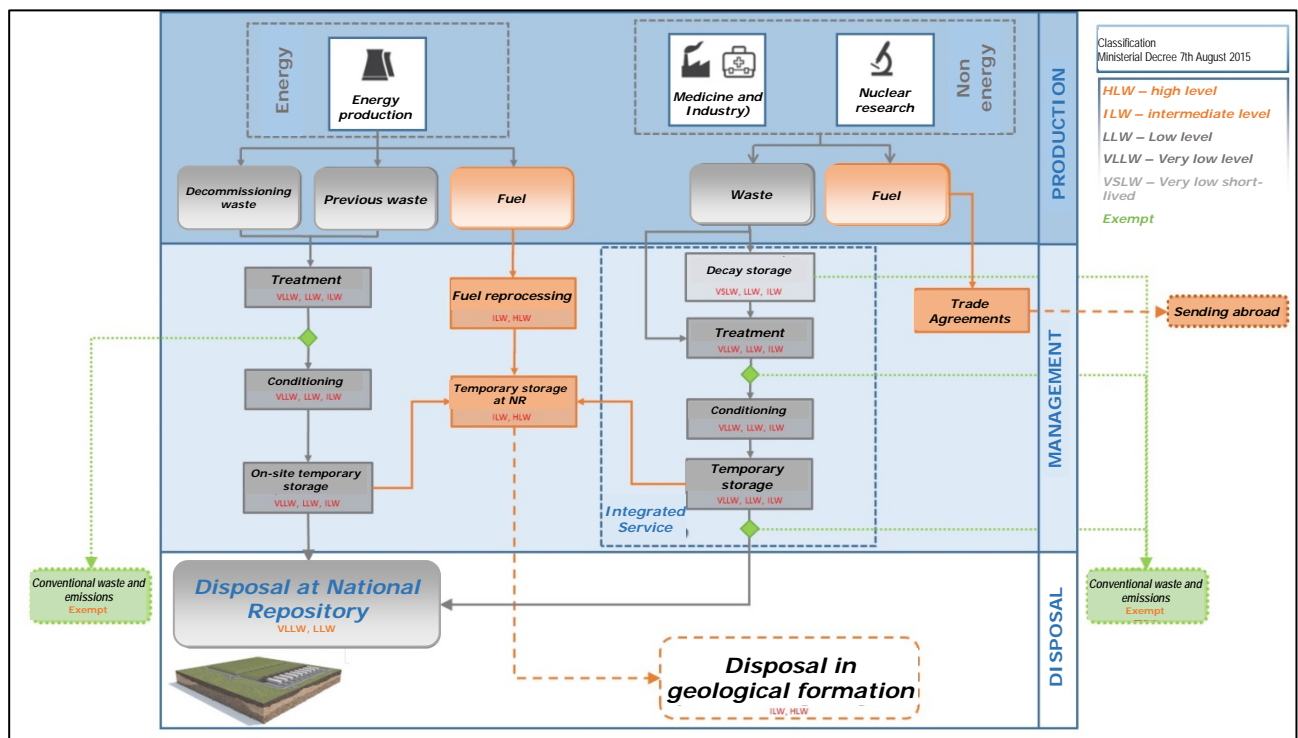 Energy
Energy
production
Medicine and
Industry)
Nuclear
research
Non
energy
PRODUCTION
Classification
Ministerial Decree 7th August 2015
HLW – high level
ILW – intermediate level
LLW – Low level
VLLW – Very low level
VSLW – Very low short-
lived
Exempt
Decommissioning
waste
Previous waste
Fuel
Waste
Fuel
MANAGEMENT
Treatment
VLLW, LLW, ILW
Fuel reprocessing
ILW, HLW
Decay storage
VSLW, LLW, ILW
Trade
Agreements
Sending abroad
Treatment
VLLW, LLW, ILW
Conditioning
VLLW, LLW, ILW
Temporary storage
at NR
ILW, HLW
Conditioning
VLLW, LLW, ILW
On-site temporary
storage
VLLW, LLW, ILW
Temporary
storage
VLLW, LLW, ILW
Integrated
Service
DISPOSAL
Conventional waste and
emissions
Exempt
Disposal at National
Repository
VLLW, LLW
Conventional waste and
emissions
Exempt
Disposal in
geological formation
ILW, HLW